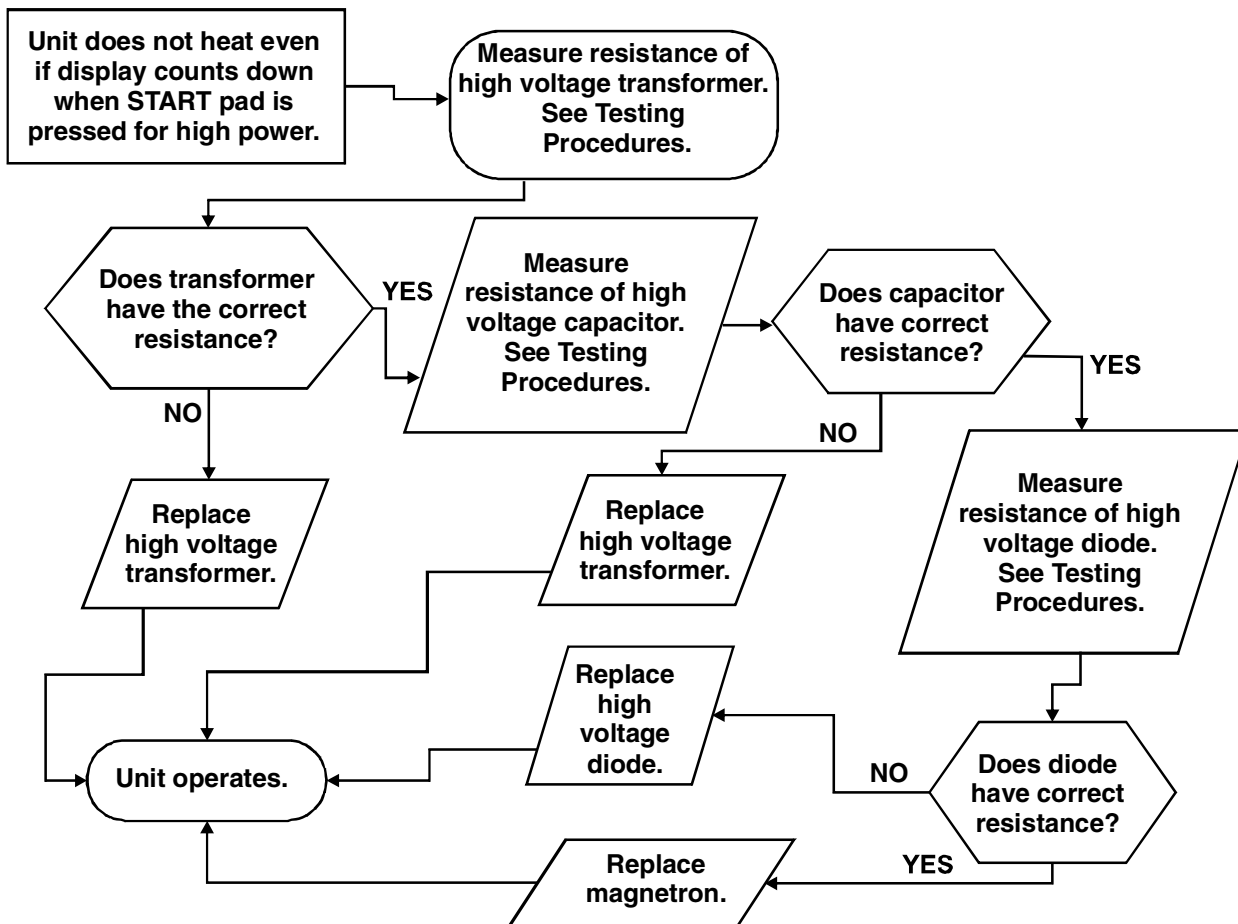 Unit does not heat even
if display counts down
when START pad is
pressed for high power.
Measure resistance of
high voltage transformer.
See Testing
Procedures.
Does transformer
have the correct
resistance?
YES
NO
Measure
resistance of high
voltage capacitor.
See Testing
Procedures.
Does capacitor
have correct
resistance?
YES
NO
Replace
high voltage
transformer.
Replace
high voltage
transformer.
Measure
resistance of high
voltage diode.
See Testing
Procedures.
Replace
high
voltage
diode.
Unit operates.
NO
Does diode
have correct
resistance?
YES
Replace
magnetron.